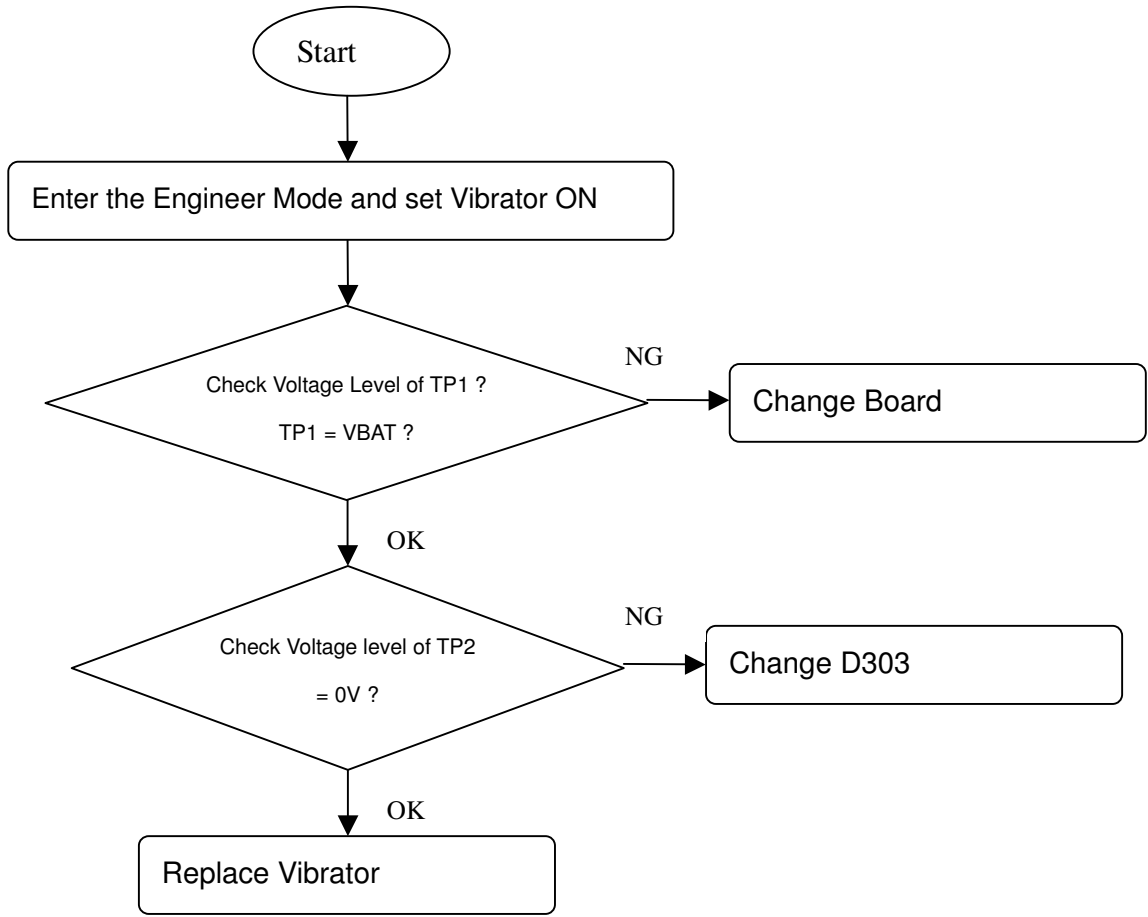 Start
Enter the Engineer Mode and set Vibrator ON
Check Voltage Level of TP1 ?
TP1 = VBAT ?
NG
Change Board
OK
Check Voltage level of TP2
= 0V ?
NG
Change D303
OK
Replace Vibrator